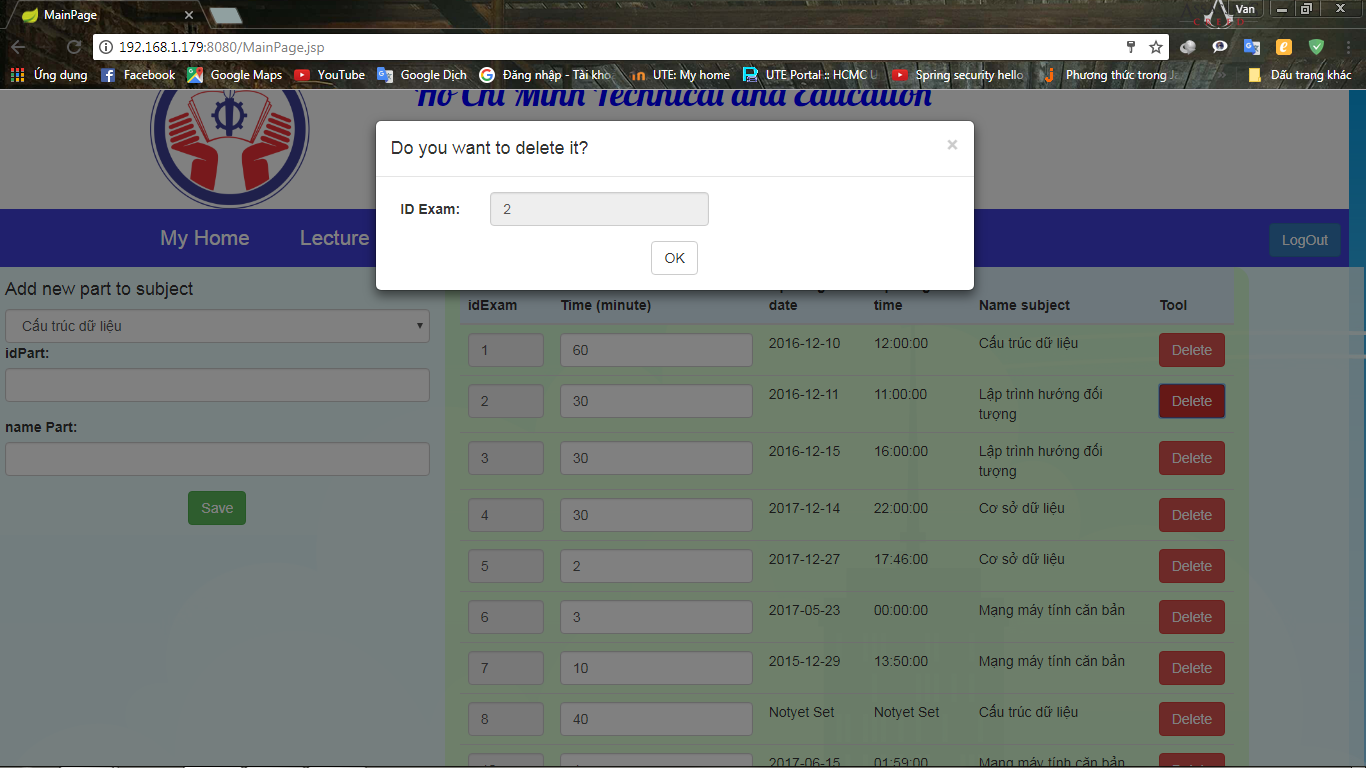 MainPage
Van
192.168.1.179:8080/MainPage.jsp
Ứng dụng
Facebook
Google Maps
YouTube
Google Dịch
Đăng nhập - Tài kho
UTE: My home
UTE Portal :: HCMC U
Spring security hello
Phương thức trong Ja
Dấu trang khác
Ho Chi Minh Technical and Education
Do you want to delete it?
×
ID Exam: 2
OK
My Home
Lecture
LogOut
Add new part to subject
Cấu trúc dữ liệu
idPart:
name Part:
Save
idExam Time (minute) date time Name subject Tool
1 60 2016-12-10 12:00:00 Cấu trúc dữ liệu Delete
2 30 2016-12-11 11:00:00 Lập trình hướng đối
tượng Delete
3 30 2016-12-15 16:00:00 Lập trình hướng đối
tượng Delete
4 30 2017-12-14 22:00:00 Cơ sở dữ liệu Delete
5 2 2017-12-27 17:46:00 Cơ sở dữ liệu Delete
6 3 2017-05-23 00:00:00 Mạng máy tính căn bản Delete
7 10 2015-12-29 13:50:00 Mạng máy tính căn bản Delete
8 40 Notyet Set Notyet Set Cấu trúc dữ liệu Delete
2017-06-15 01:59:00 Mạng máy tính căn bản Delete